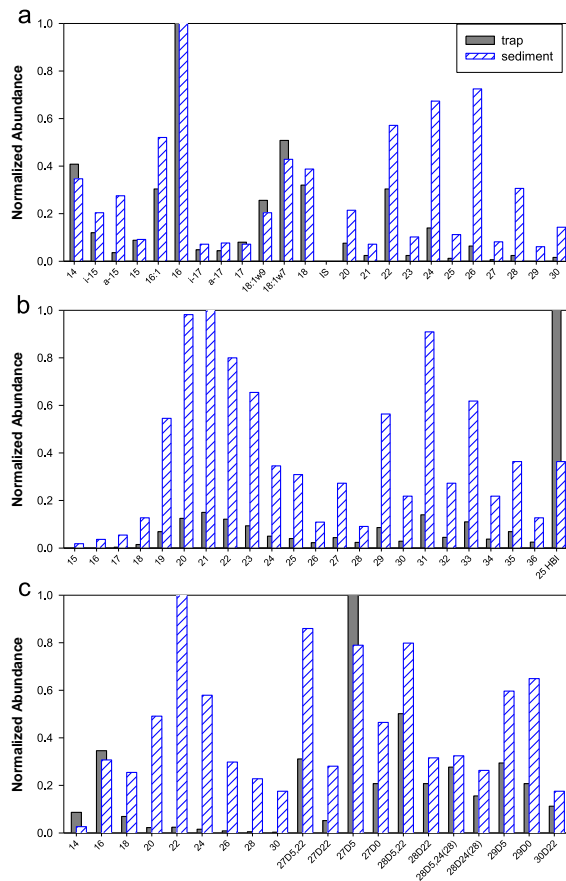 a
1.0
0.8
0.6
0.4
0.2
0.0
Normalized Abundance
trap
sediment
14 i-15 a-15 15 16:1 16 i-17 a-17 17 18:1w9 18:1w7 18 IS 20 21 22 23 24 25 26 27 28 29 30
b
1.0
0.8
0.6
0.4
0.2
0.0
Normalized Abundance
15 16 17 18 19 20 21 22 23 24 25 26 27 28 29 30 31 32 33 34 35 36 25 HBI
c
1.0
0.8
0.6
0.4
0.2
0.0
Normalized Abundance
14 16 18 20 22 24 26 28 30 27D5,22 27D22 27D5 27D0 28D5,22 28D22 28D5,24(28) 28D24(28) 29D5 29D0 30D22